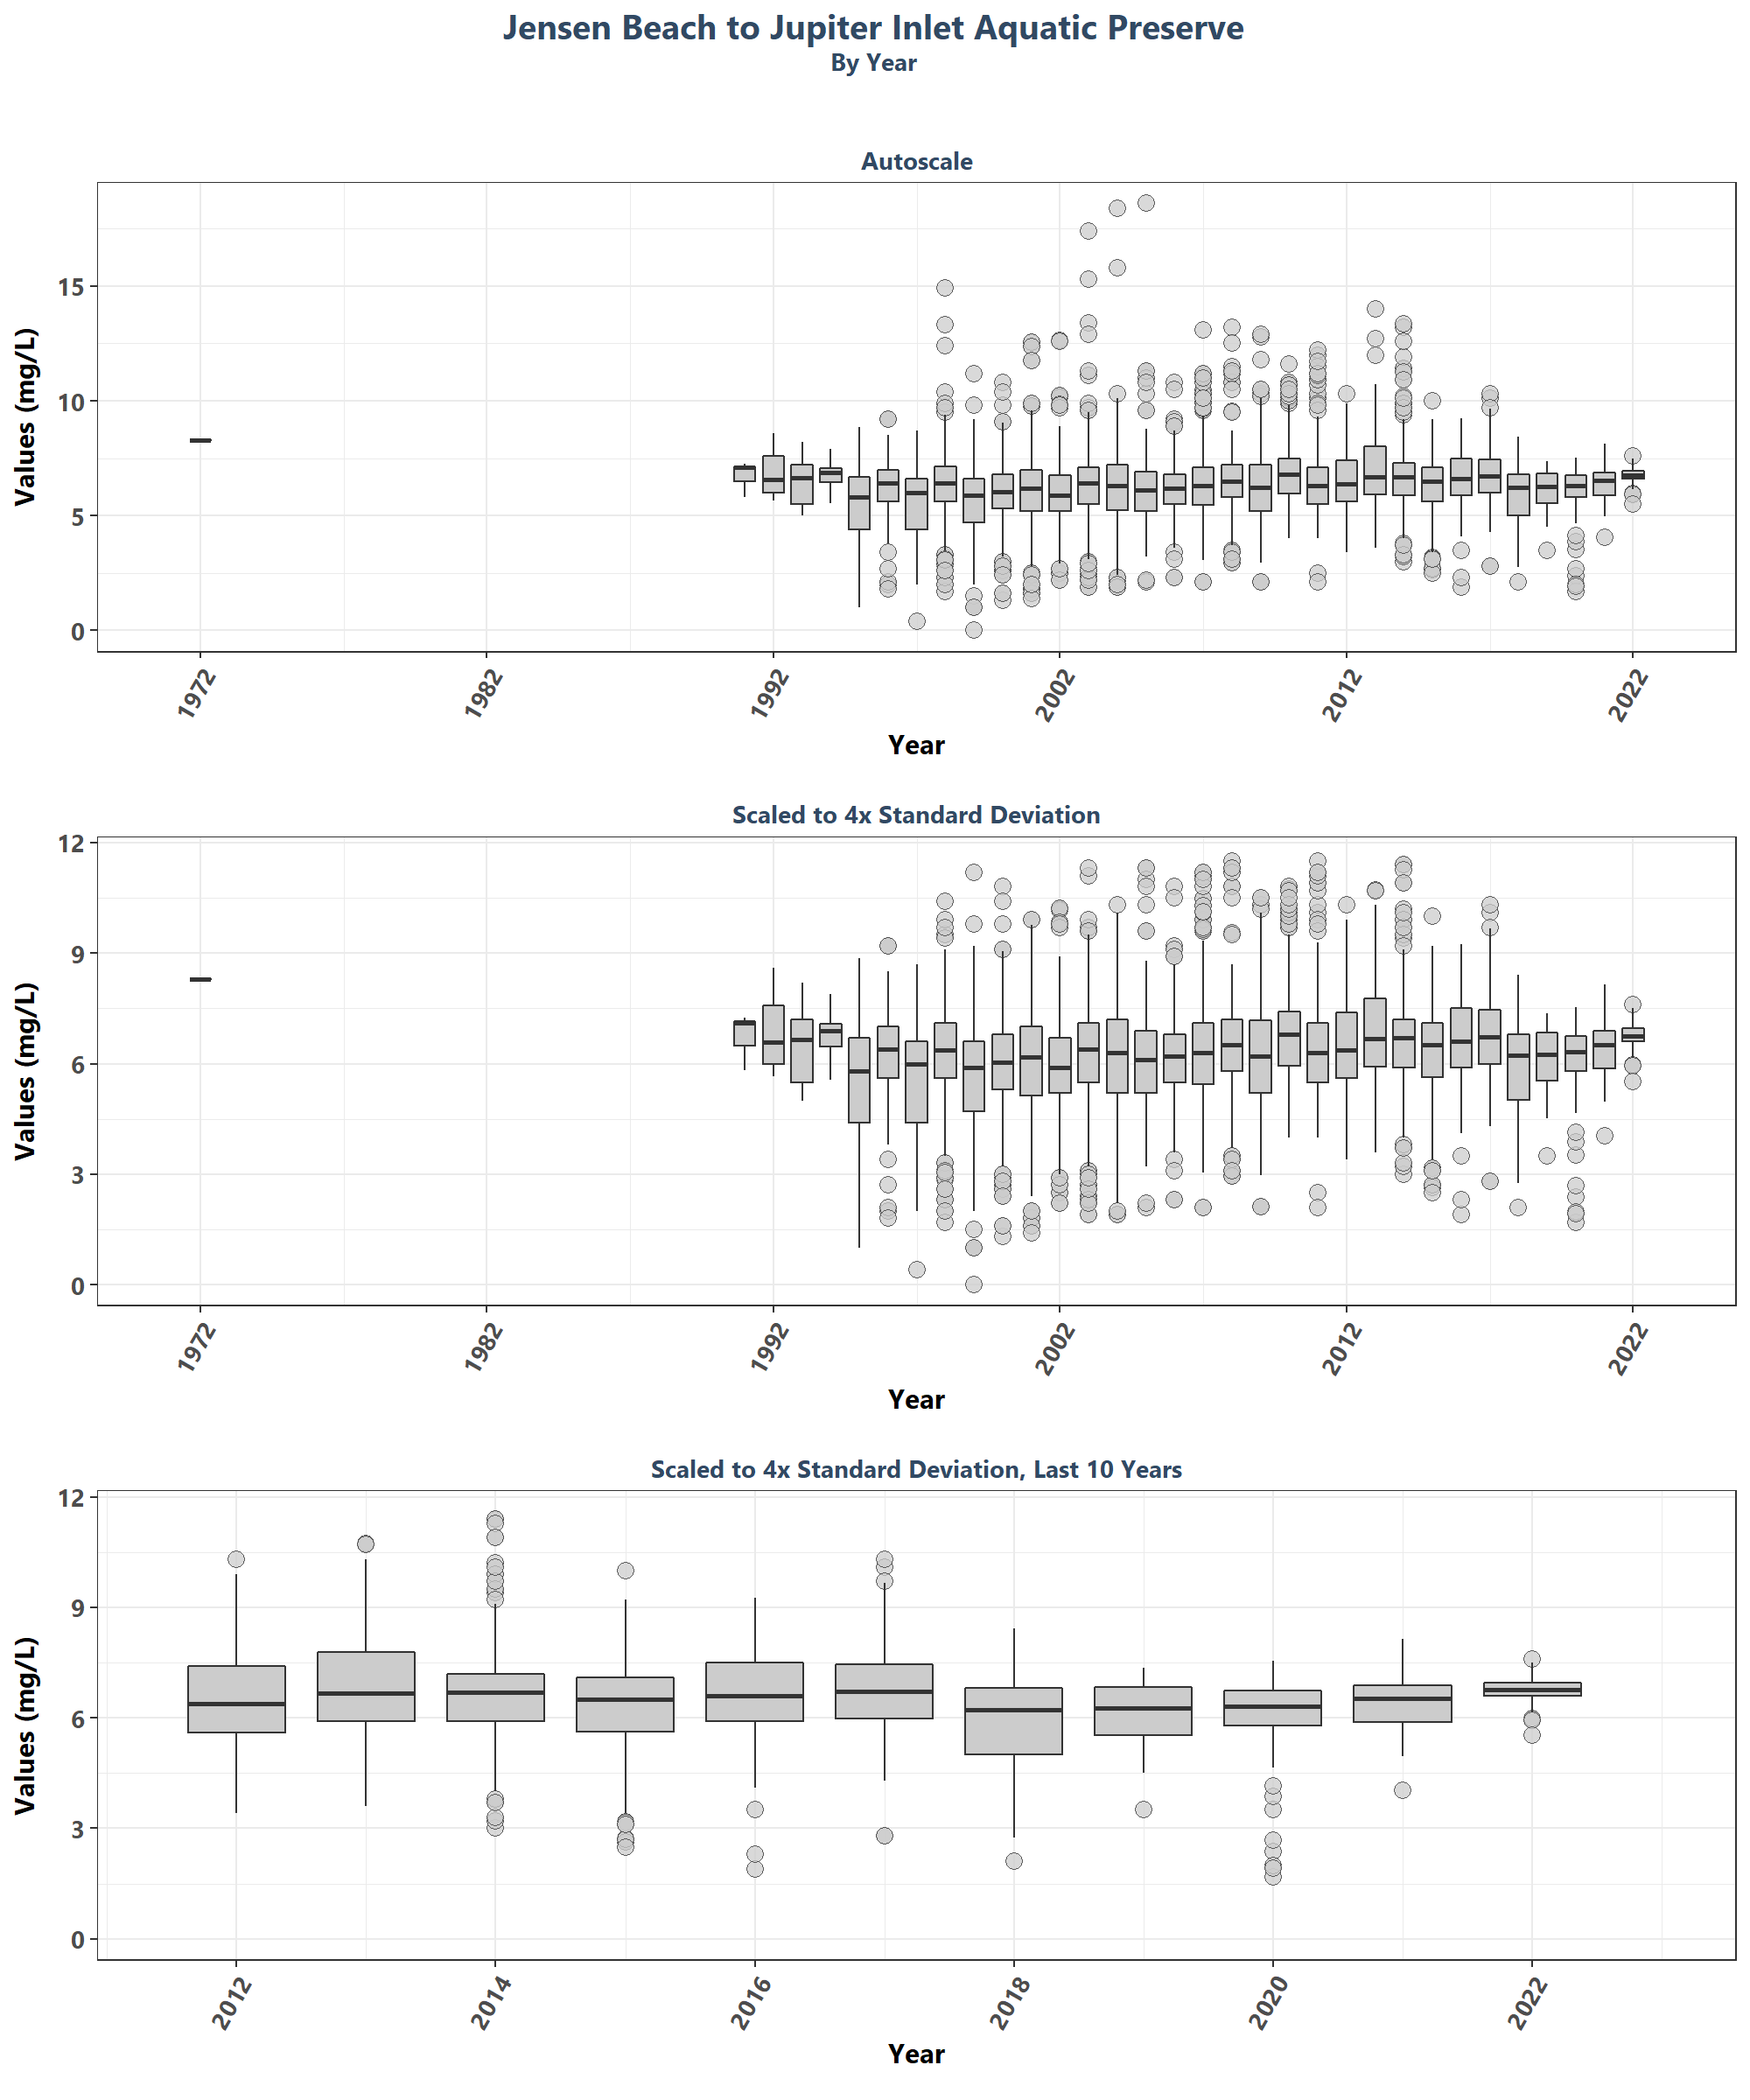 Jensen Beach to Jupiter Inlet Aquatic Preserve
By Year
Autoscale
Values (mg/L)
15
10
5
0
1972 1982 1992 2002 2012 2022
Year
Scaled to 4x Standard Deviation
Values (mg/L)
12
9
6
3
0
1972 1982 1992 2002 2012 2022
Year
Scaled to 4x Standard Deviation, Last 10 Years
Values (mg/L)
12
9
6
3
0
2012 2014 2016 2018 2020 2022
Year